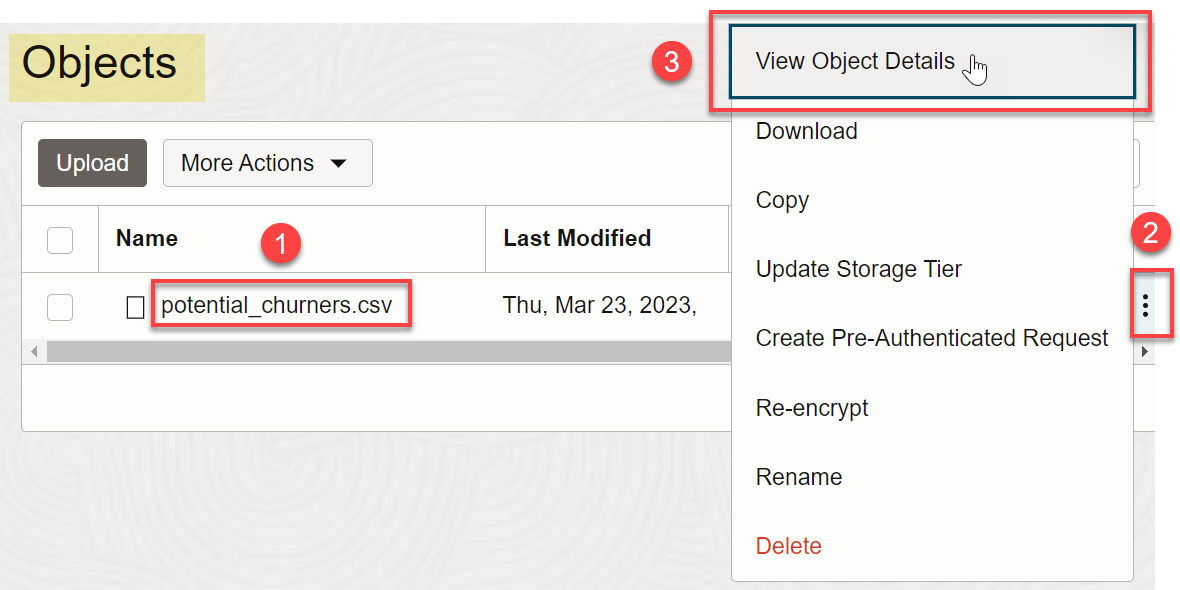 Objects
3
View Object Details
Upload
More Actions
Download
Copy
Name
1
Last Modified
2
Update Storage Tier
potential_churners.csv
Thu, Mar 23, 2023,
Create Pre-Authenticated Request
Re-encrypt
Rename
Delete